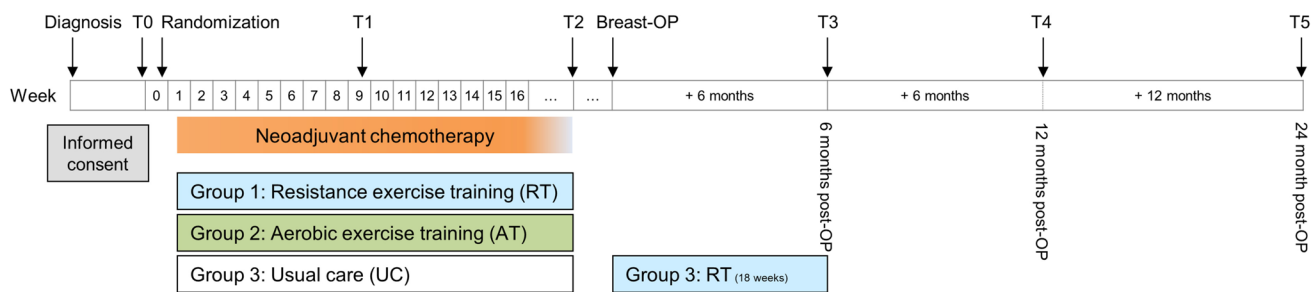 Diagnosis T0 Randomization T1 T2 Breast-OP T3 T4 T5
Week 0 1 2 3 4 5 6 7 8 9 10 11 12 13 14 15 16 ... ... + 6 months + 6 months + 12 months
Informed
consent
Neoadjuvant chemotherapy
Group 1: Resistance exercise training (RT)
Group 2: Aerobic exercise training (AT)
Group 3: Usual care (UC)
Group 3: RT (18 weeks)
6 months post-OP
12 months post-OP
24 month post-OP